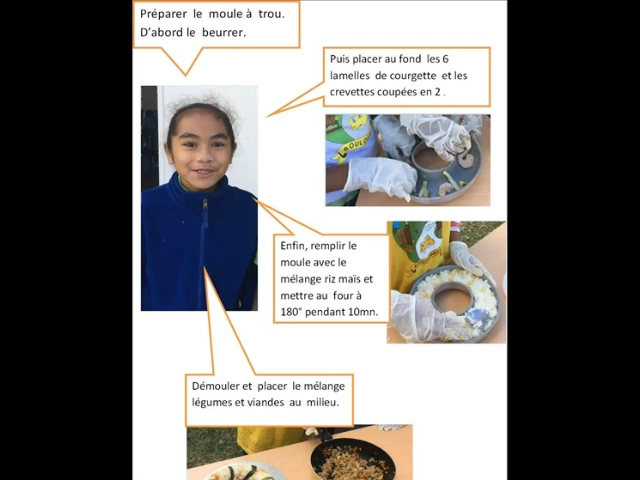 Préparer le moule à trou.
D'abord le beurrer.
Puis placer au fond les 6
lamelles de courgette et les
crevettes coupées en 2 .
Enfin, remplir le
moule avec le
mélange riz maïs et
mettre au four à
180° pendant 10mn.
Démouler et placer le mélange
légumes et viandes au milieu.